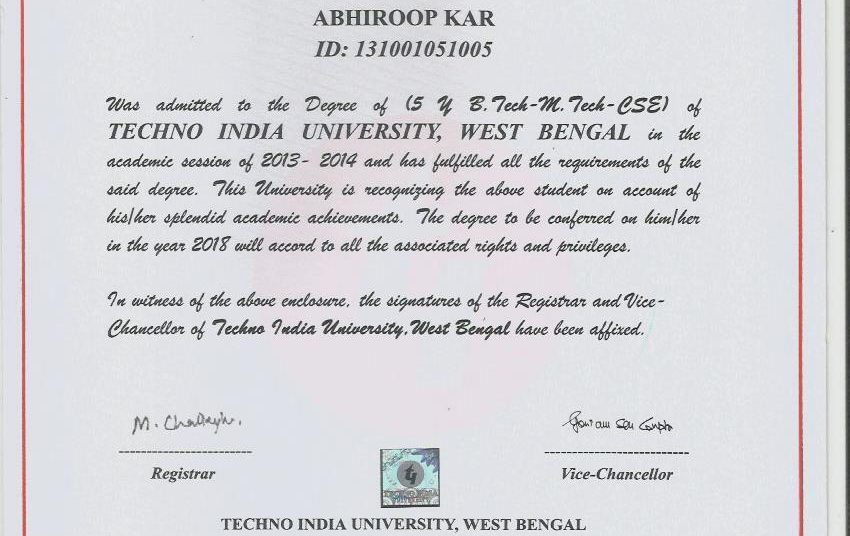 ABHIROOP KAR
ID: 131001051005
Was admitted to the Degree of (5 Y B.Tech-M.Tech-CSE) of
TECHNO INDIA UNIVERSITY, WEST BENGAL in the
academic session of 2013- 2014 and has fulfilled all the requirements of the
said degree. This University is recognizing the above student on account of
his/her splendid academic achievements. The degree to be conferred on him/her
in the year 2018 will accord to all the associated rights and privileges.
In witness of the above enclosure, the signatures of the Registrar and Vice-
Chancellor of Techno India University,West Bengal have been affixed.
M.
Registrar
Vice-Chancellor
TECHNO INDIA
UNIVERSITY
TECHNO INDIA UNIVERSITY, WEST BENGAL